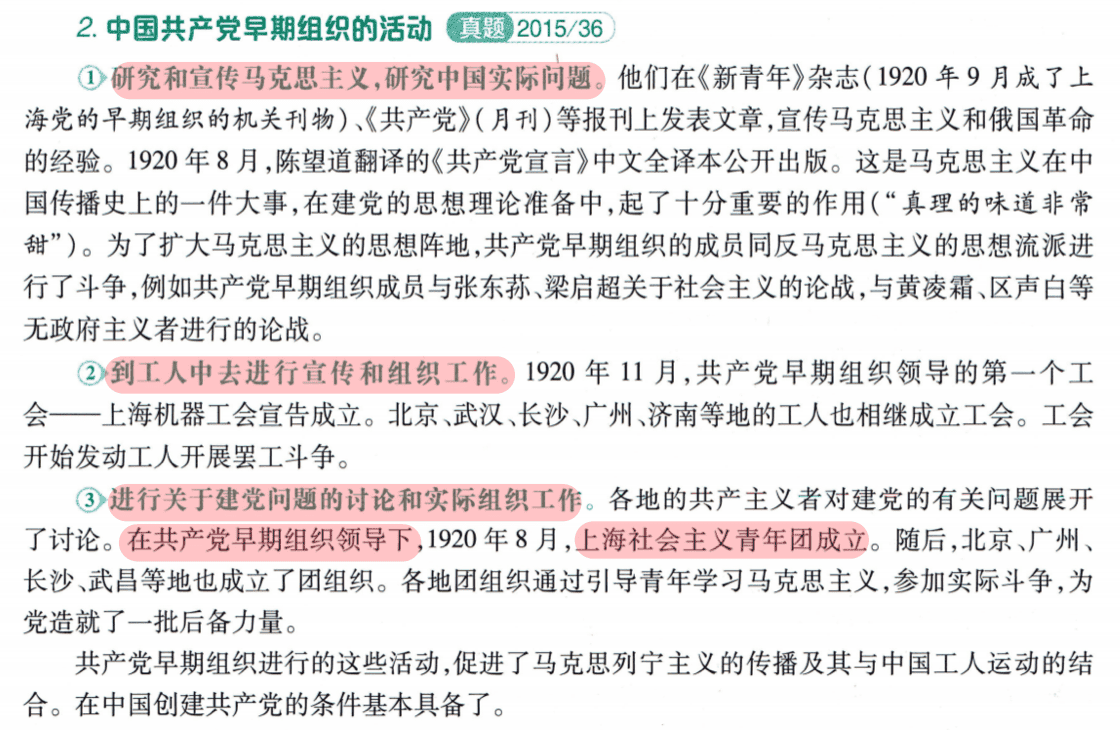 2. 中国共产党早期组织的活动 真题 2015/36
①研究和宣传马克思主义,研究中国实际问题。他们在《新青年》杂志(1920 年 9 月成了上
海党的早期组织的机关刊物)、《共产党》(月刊)等报刊上发表文章,宣传马克思主义和俄国革命
的经验。1920 年 8 月,陈望道翻译的《共产党宣言》中文全译本公开出版。这是马克思主义在中
国传播史上的一件大事,在建党的思想理论准备中,起了十分重要的作用(“真理的味道非常
甜”)。为了扩大马克思主义的思想阵地,共产党早期组织的成员同反马克思主义的思想流派进
行了斗争,例如共产党早期组织成员与张东荪、梁启超关于社会主义的论战,与黄凌霜、区声白等
无政府主义者进行的论战。
②到工人中去进行宣传和组织工作。1920 年 11 月,共产党早期组织领导的第一个工
会——上海机器工会宣告成立。北京、武汉、长沙、广州、济南等地的工人也相继成立工会。工会
开始发动工人开展罢工斗争。
③进行关于建党问题的讨论和实际组织工作。各地的共产主义者对建党的有关问题展开
了讨论。在共产党早期组织领导下,1920 年 8 月,上海社会主义青年团成立。随后,北京、广州、
长沙、武昌等地也成立了团组织。各地团组织通过引导青年学习马克思主义,参加实际斗争,为
党造就了一批后备力量。
共产党早期组织进行的这些活动,促进了马克思列宁主义的传播及其与中国工人运动的结
合。在中国创建共产党的条件基本具备了。